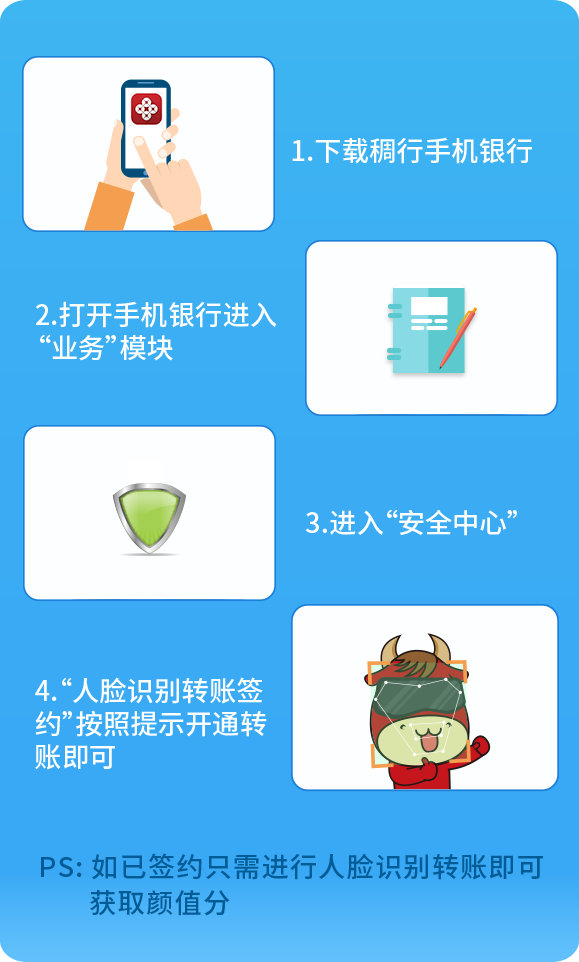 1.下载稠行手机银行
2.打开手机银行进入
“业务”模块
3.进入“安全中心”
4.“人脸识别转账签
约”按照提示开通转
账即可
PS: 如已签约只需进行人脸识别转账即可
获取颜值分